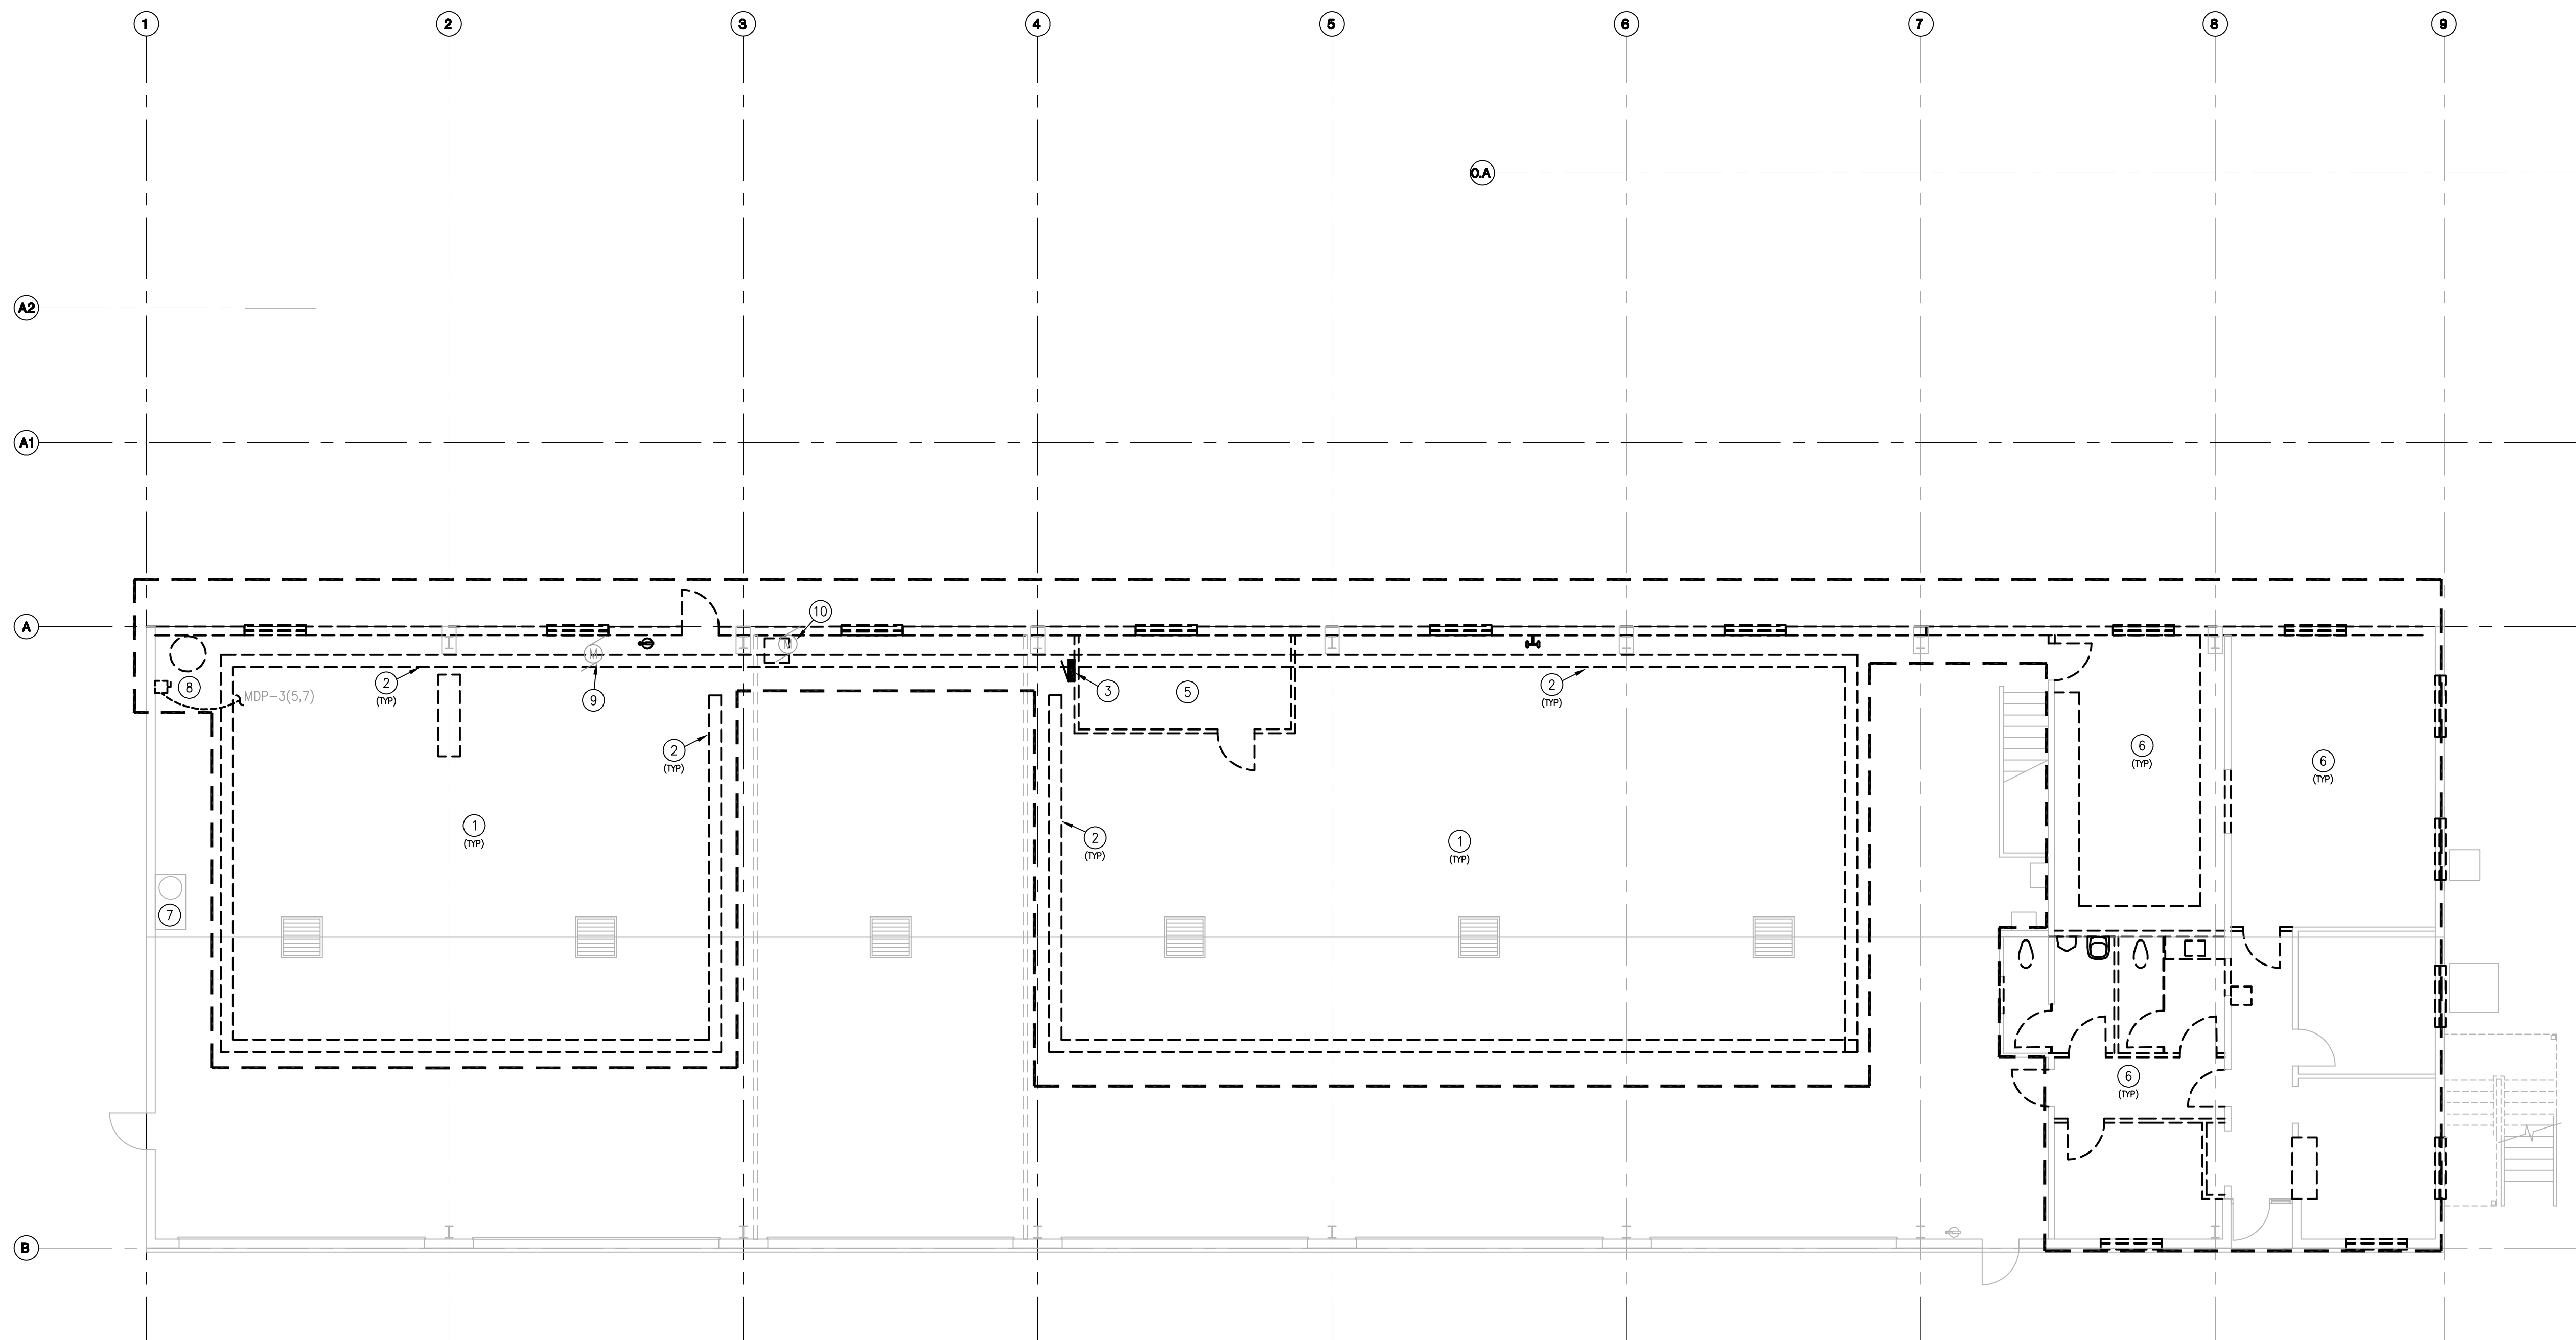 1 2 3 4 5 6 7 8 9
0.A
A2
A1
10
A
M N
8 2 3 5 2
(TYP) (TYP)
MDP-3(5,7) 9
2 6 6
(TYP) (TYP) (TYP)
1 2 1
(TYP) (TYP) (TYP)
7
6
(TYP)
B